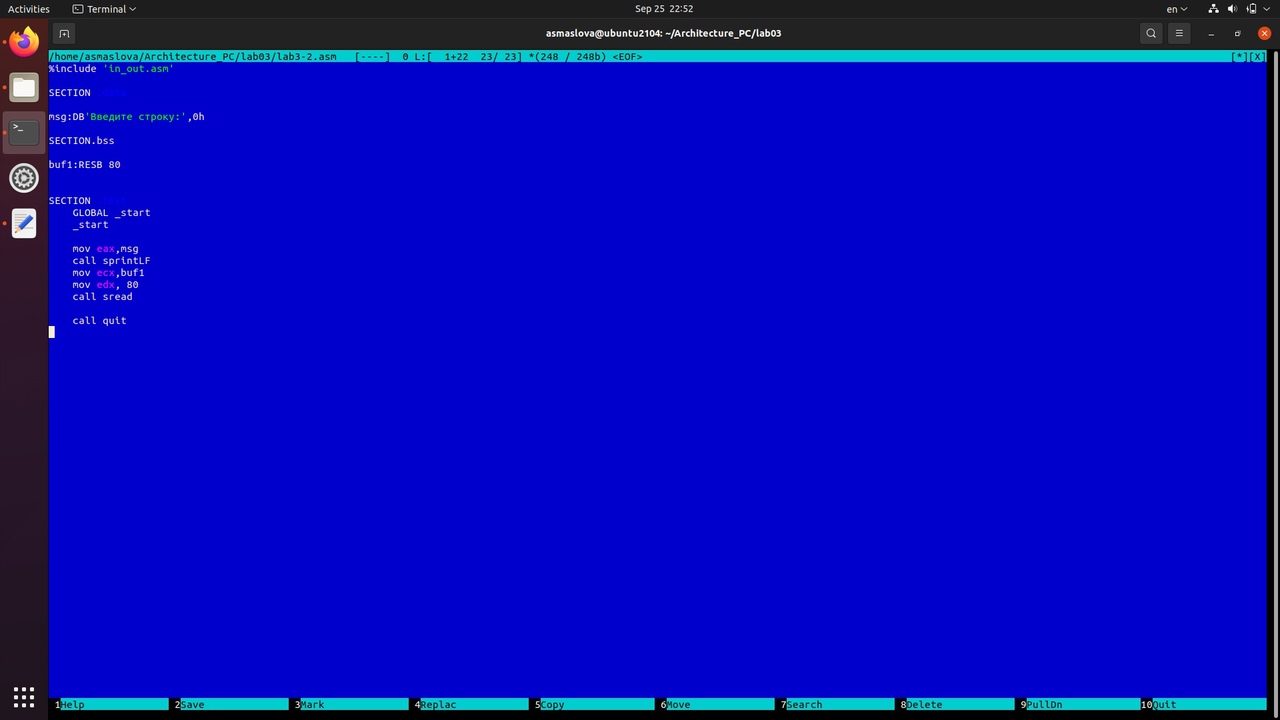 Activities Terminal Sep 25 22:52 en
asmaslova@ubuntu2104: ~/Architecture_PC/lab03
/home/asmaslova/Architecture_PC/lab03/lab3-2.asm [----] 0 L:[ 1+22 23/ 23] *(248 / 248b) <EOF> [*][X]
%include 'in_out.asm'
SECTION .data
msg:DB'Введите строку:',0h
SECTION.bss
buf1:RESB 80
SECTION .text
GLOBAL _start
_start
mov eax,msg
call sprintLF
mov ecx,buf1
mov edx, 80
call sread
call quit
1Help 2Save 3Mark 4Replac 5Copy 6Move 7Search 8Delete 9PullDn 10Quit